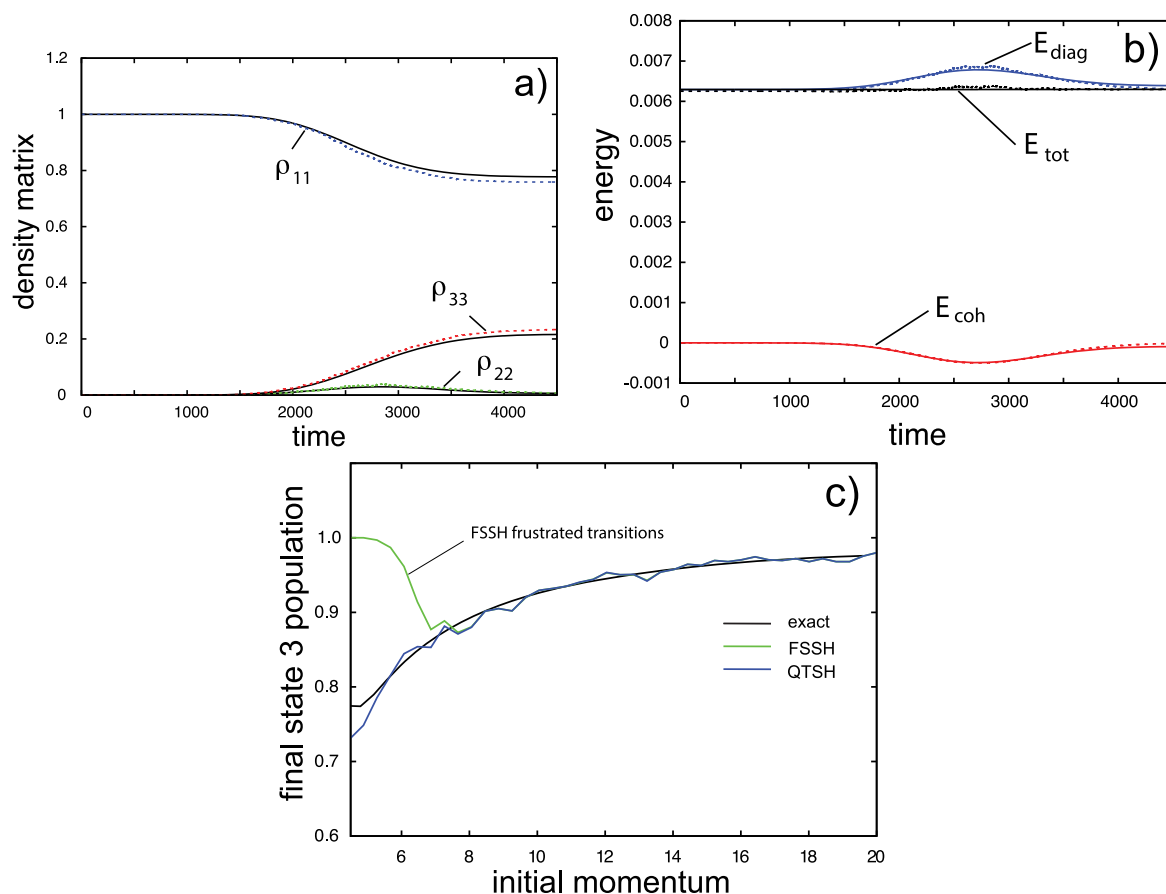 a)
1.2
1
0.8
0.6
0.4
0.2
0
ρ11
ρ33
ρ22
density matrix
0 1000 2000 3000 4000
time
b)
0.008
0.007
0.006
0.005
0.004
0.003
0.002
0.001
0
-0.001
Ediag
Etot
Ecoh
energy
0 1000 2000 3000 4000
time
c)
1.0
0.9
0.8
0.7
0.6
FSSH frustrated transitions
exact
FSSH
QTSH
final state 3 population
6 8 10 12 14 16 18 20
initial momentum